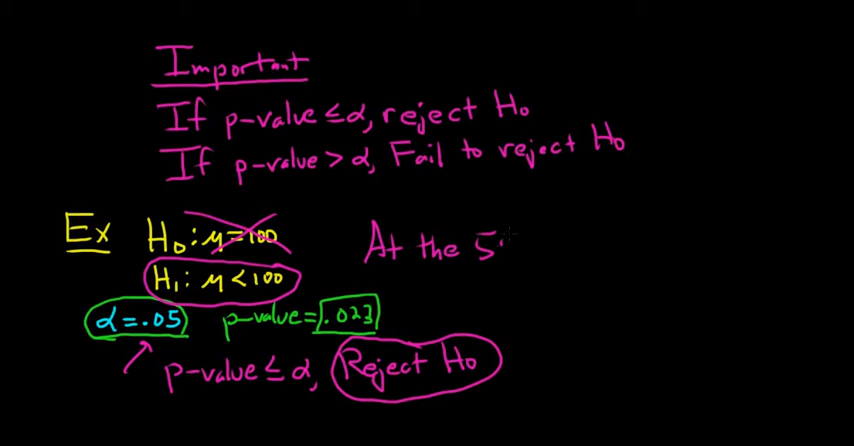 Important
If p-value ≤ α, reject H₀
If p-value > α, Fail to reject H₀
Ex H₀: μ = 100
H₁: μ < 100
At the 5
α = .05 p-value = .023
p-value ≤ α, Reject H₀